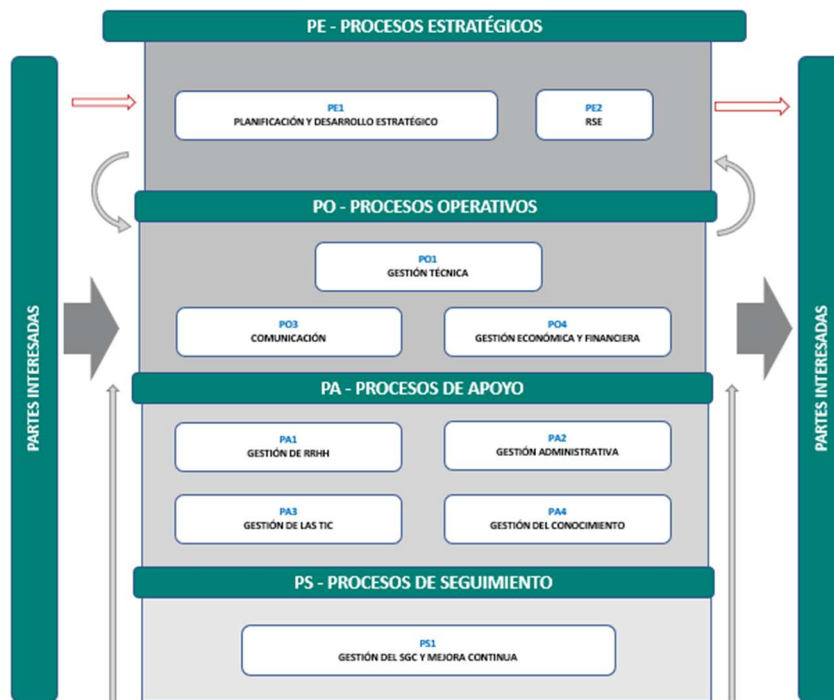 PE - PROCESOS ESTRATÉGICOS
PE1
PLANIFICACIÓN Y DESARROLLO ESTRATÉGICO
PE2
RSE
PO - PROCESOS OPERATIVOS
PO1
GESTIÓN TÉCNICA
PO3
COMUNICACIÓN
PO4
GESTIÓN ECONÓMICA Y FINANCIERA
PA - PROCESOS DE APOYO
PA1
GESTIÓN DE RRHH
PA2
GESTIÓN ADMINISTRATIVA
PA3
GESTIÓN DE LAS TIC
PA4
GESTIÓN DEL CONOCIMIENTO
PS - PROCESOS DE SEGUIMIENTO
PS1
GESTIÓN DEL SGC Y MEJORA CONTINUA
PARTES INTERESADAS
PARTES INTERESADAS